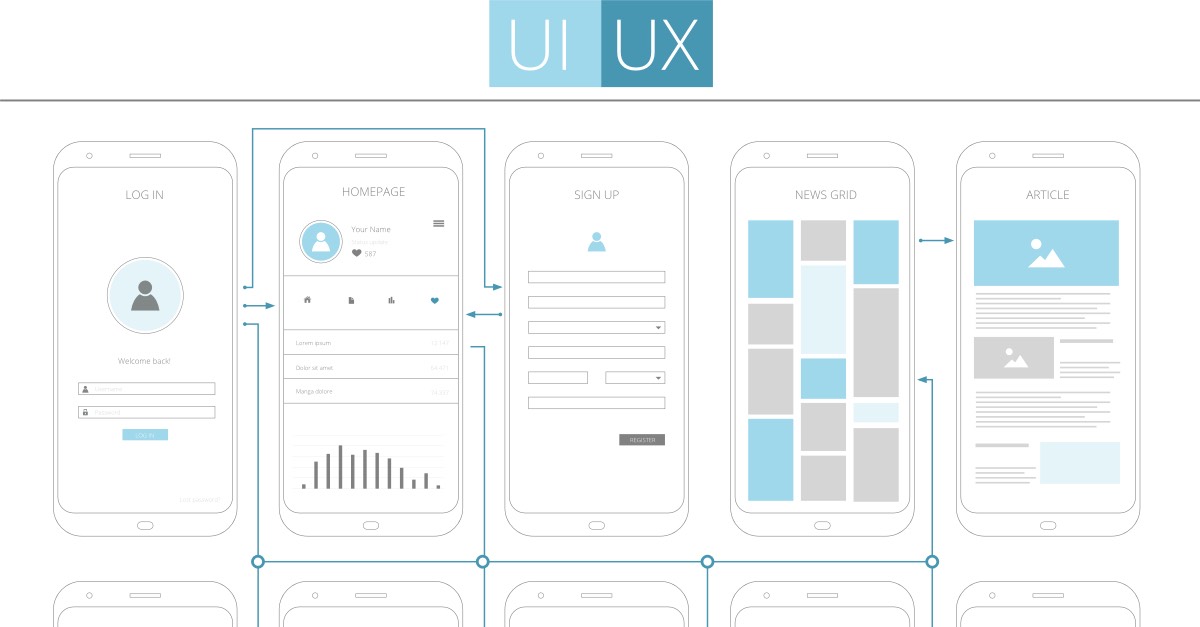 UI UX
LOG IN
Welcome back!
Username
Password
LOG IN
HOMEPAGE
Your Name
587
Lorem ipsum
Dolor sit amet
Manga dolore
SIGN UP
REGISTER
NEWS GRID
ARTICLE